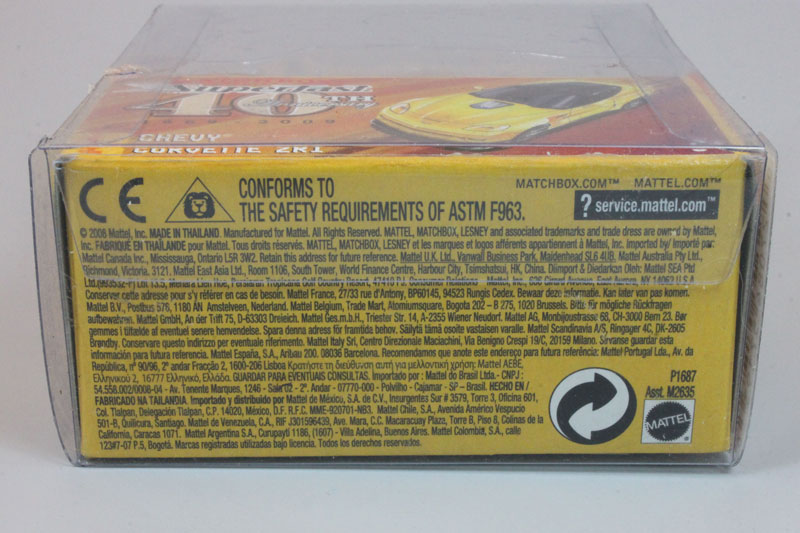 Superfast
40TH
1969 2009
CHEVY
CORVETTE ZR1
CE
CONFORMS TO
THE SAFETY REQUIREMENTS OF ASTM F963.
MATCHBOX.COM™ MATTEL.COM™
? service.mattel.com™
© 2008 Mattel, Inc. MADE IN THAILAND. Manufactured for Mattel. All Rights Reserved. MATTEL, MATCHBOX, LESNEY and associated trademarks and trade dress are owned by Mattel,
Inc. FABRIQUÉ EN THAÏLANDE pour Mattel. Tous droits réservés. MATTEL, MATCHBOX, LESNEY et les marques et logos afférents appartiennent à Mattel, Inc. Imported by/ Importé par:
Mattel Canada Inc., Mississauga, Ontario L5R 3W2. Retain this address for future reference. Mattel U.K. Ltd., Vanwall Business Park, Maidenhead SL6 4UB. Mattel Australia Pty Ltd.,
Richmond, Victoria. 3121. Mattel East Asia Ltd., Room 1106, South Tower, World Finance Centre, Harbour City, Tsimshatsui, HK, China. Diimport & Diedarkan Oleh: Mattel SEA Ptd
Conserver cette adresse pour s'y référer en cas de besoin. Mattel France, 27/33 rue d'Antony, BP60145, 94523 Rungis Cedex. Bewaar deze informatie. Kan later van pas komen.
Mattel B.V., Postbus 576, 1180 AN Amstelveen, Nederland. Mattel Belgium, Trade Mart, Atomiumsquare, Bogota 202 – B 275, 1020 Brussels. Bitte für mögliche Rückfragen
aufbewahren. Mattel GmbH, An der Trift 75, D-63303 Dreieich. Mattel Ges.m.b.H., Triester Str. 14, A-2355 Wiener Neudorf. Mattel AG, Monbijoustrasse 68, CH-3000 Bern 23. Bør
gemmes i tilfælde af eventuel senere henvendelse. Spara denna adress för framtida behov. Säilytä tämä osoite vastaisen varalle. Mattel Scandinavia A/S, Ringager 4C, DK-2605
Brøndby. Conservare questo indirizzo per eventuale riferimento. Mattel Italy Srl, Centro Direzionale Maciachini, Via Benigno Crespi 19/C, 20159 Milano. Sírvanse guardar esta
información para futura referencia. Mattel España, S.A., Aribau 200. 08036 Barcelona. Recomendamos que anote este endereço para futura referência: Mattel Portugal Lda., Av. da
República, nº 90/96, 2º andar Fracção 2, 1600-206 Lisboa Κρατήστε τη διεύθυνση αυτή για μελλοντική χρήση: Mattel AEBE,
Ελληνικού 2, 16777 Ελληνικό, Ελλάδα. GUARDAR PARA EVENTUAIS CONSULTAS. Importado por : Mattel do Brasil Ltda. - CNPJ :
54.558.002/0008-00 - Av. Tenente Marques, 1246 - Sala 02 - 2º. Andar - 07770-000 - Polvilho - Cajamar - SP – Brasil. HECHO EN /
FABRICADO NA TAILANDIA. Importado y distribuido por Mattel de México, S.A. de C.V., Insurgentes Sur # 3579, Torre 3, Oficina 601,
Col. Tlalpan, Delegación Tlalpan, C.P. 14020, México, D.F. R.F.C. MME-920701-NB3. Mattel Chile, S.A., Avenida Américo Vespucio
501-B, Quilicura, Santiago. Mattel de Venezuela, C.A., RIF J301596439, Ave. Mara, C.C. Macaracuay Plaza, Torre B, Piso 8, Colinas de la
California, Caracas 1071. Mattel Argentina S.A., Curupayti 1186, (1607) - Villa Adelina, Buenos Aires. Mattel Colombia, S.A., calle
123#7-07 P.5, Bogotá. Marcas registradas utilizadas bajo licencia. Todos los derechos reservados.
P1687
Asst. M2635
MATTEL